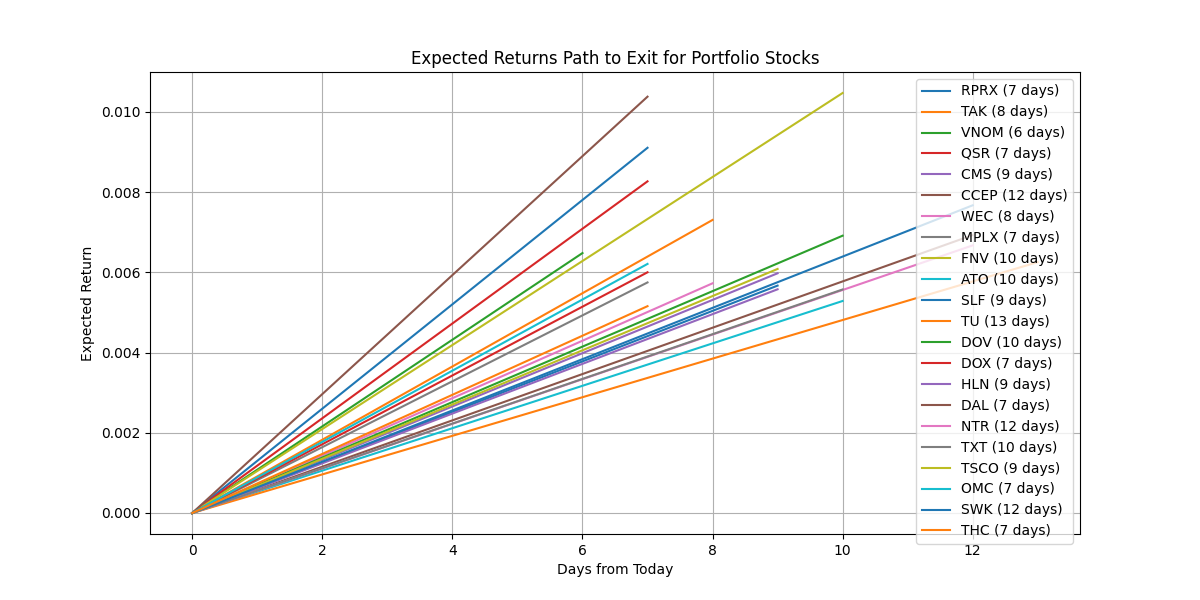 Expected Returns Path to Exit for Portfolio Stocks
Expected Return
0.010
0.008
0.006
0.004
0.002
0.000
0 2 4 6 8 10 12
Days from Today
RPRX (7 days)
TAK (8 days)
VNOM (6 days)
QSR (7 days)
CMS (9 days)
CCEP (12 days)
WEC (8 days)
MPLX (7 days)
FNV (10 days)
ATO (10 days)
SLF (9 days)
TU (13 days)
DOV (10 days)
DOX (7 days)
HLN (9 days)
DAL (7 days)
NTR (12 days)
TXT (10 days)
TSCO (9 days)
OMC (7 days)
SWK (12 days)
THC (7 days)